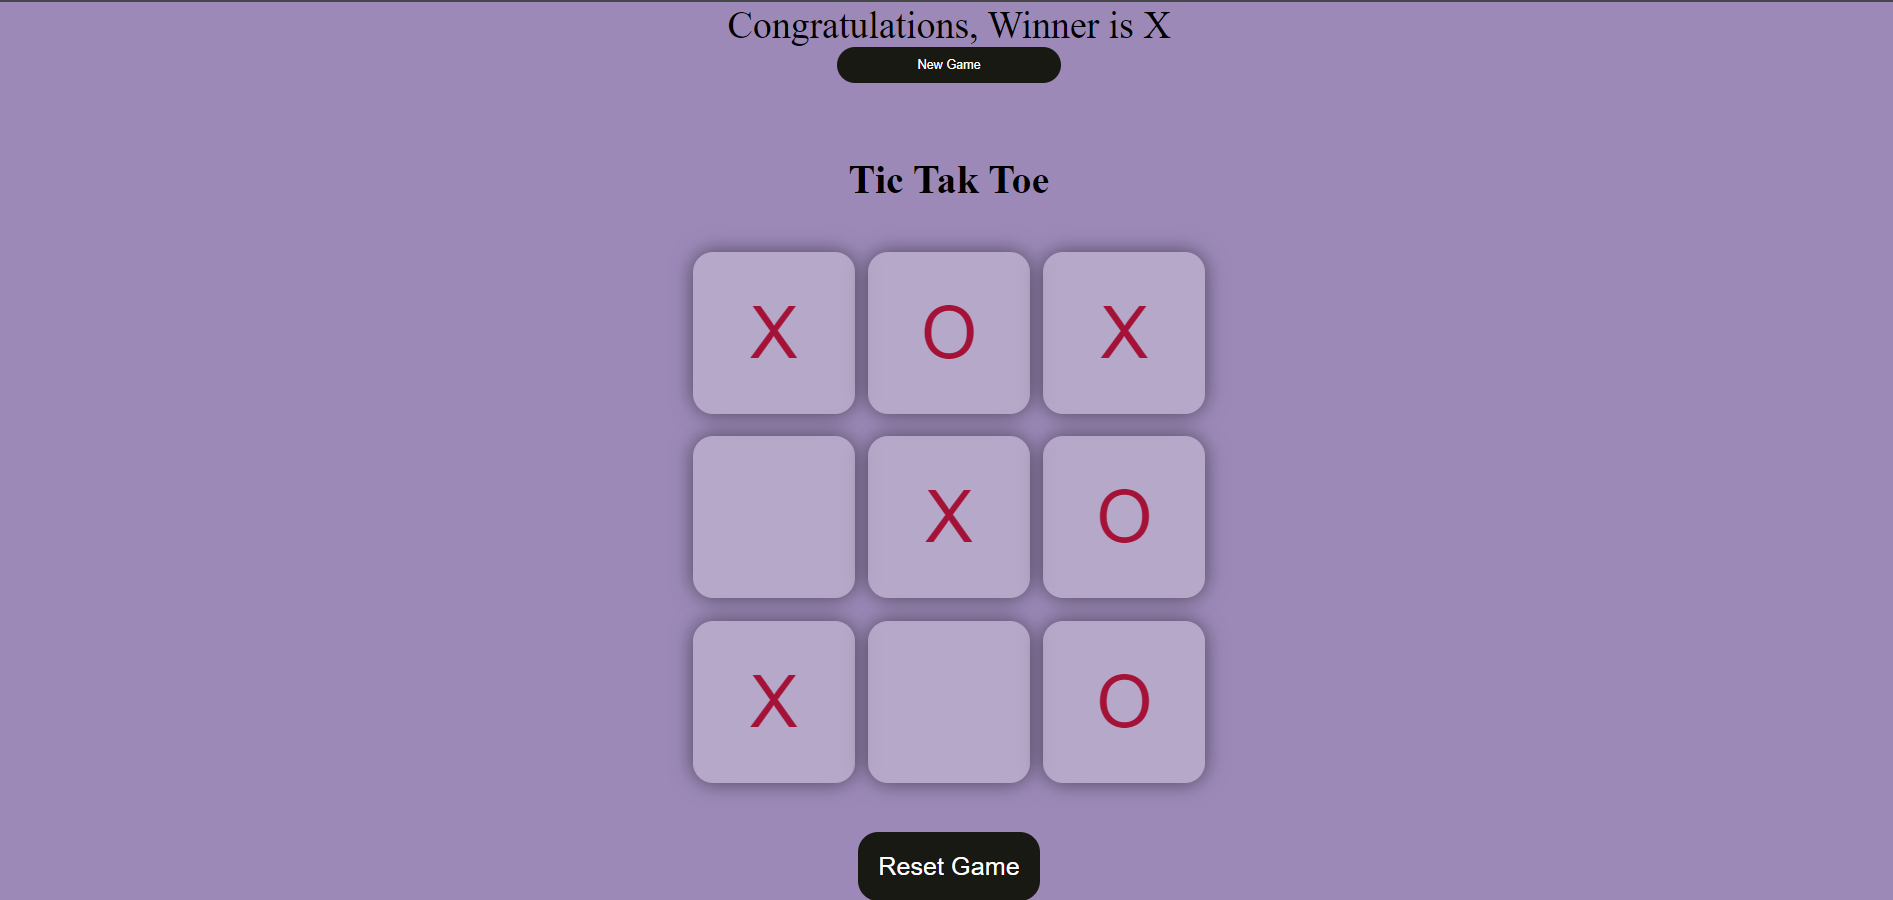 Congratulations, Winner is X
New Game
Tic Tak Toe
X O X
X O
X O
Reset Game